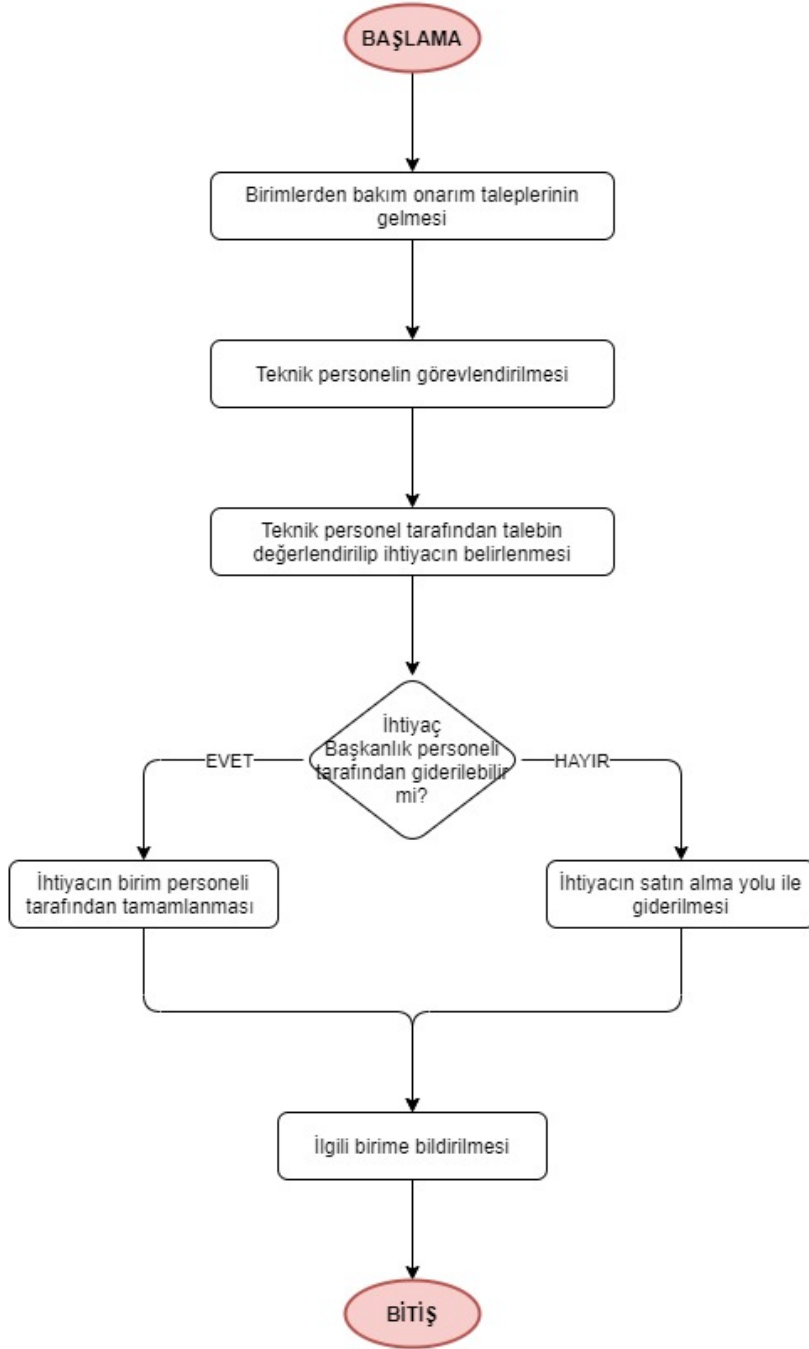 BAŞLAMA
Birimlerden bakım onarım taleplerinin
gelmesi
Teknik personelin görevlendirilmesi
Teknik personel tarafından talebin
değerlendirilip ihtiyacın belirlenmesi
İhtiyaç
Başkanlık personeli
tarafından giderilebilir
mi?
EVET
HAYIR
İhtiyacın birim personeli
tarafından tamamlanması
İhtiyacın satın alma yolu ile
giderilmesi
İlgili birime bildirilmesi
BİTİŞ